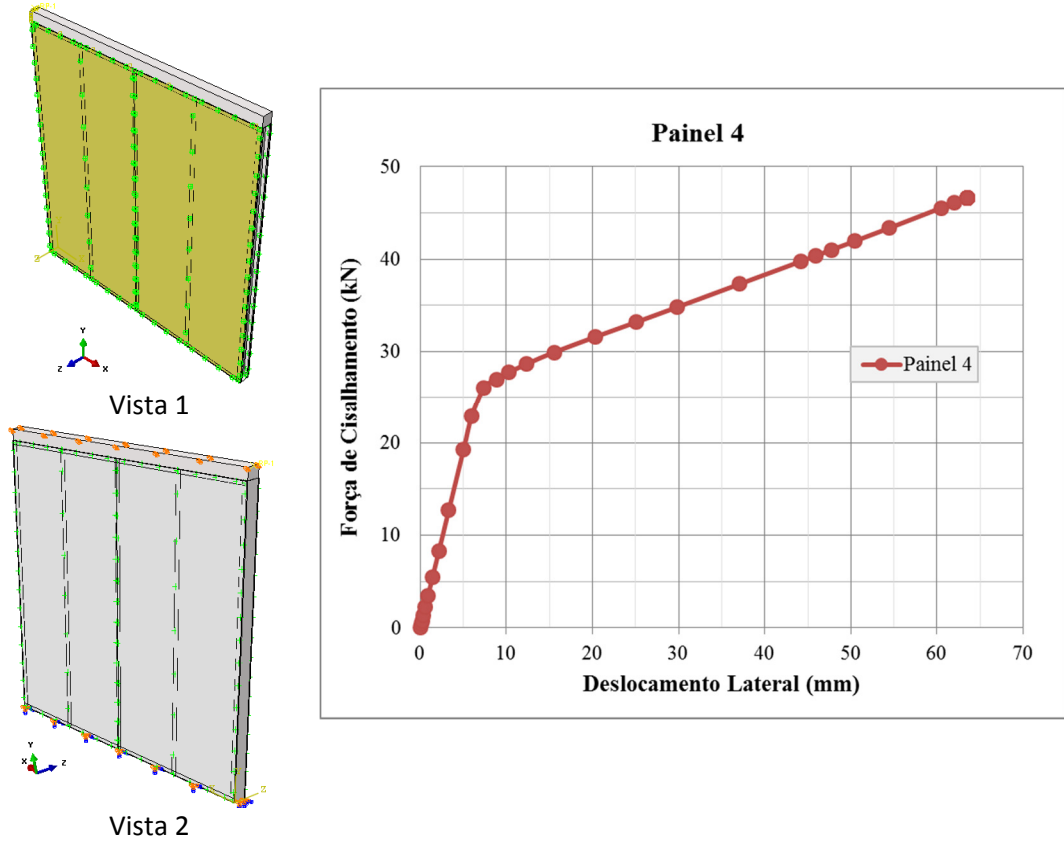 Y
Z
X
Vista 1
Y
X
Z
Vista 2
Painel 4
Força de Cisalhamento (kN)
50
40
30
20
10
0
Painel 4
0 10 20 30 40 50 60 70
Deslocamento Lateral (mm)